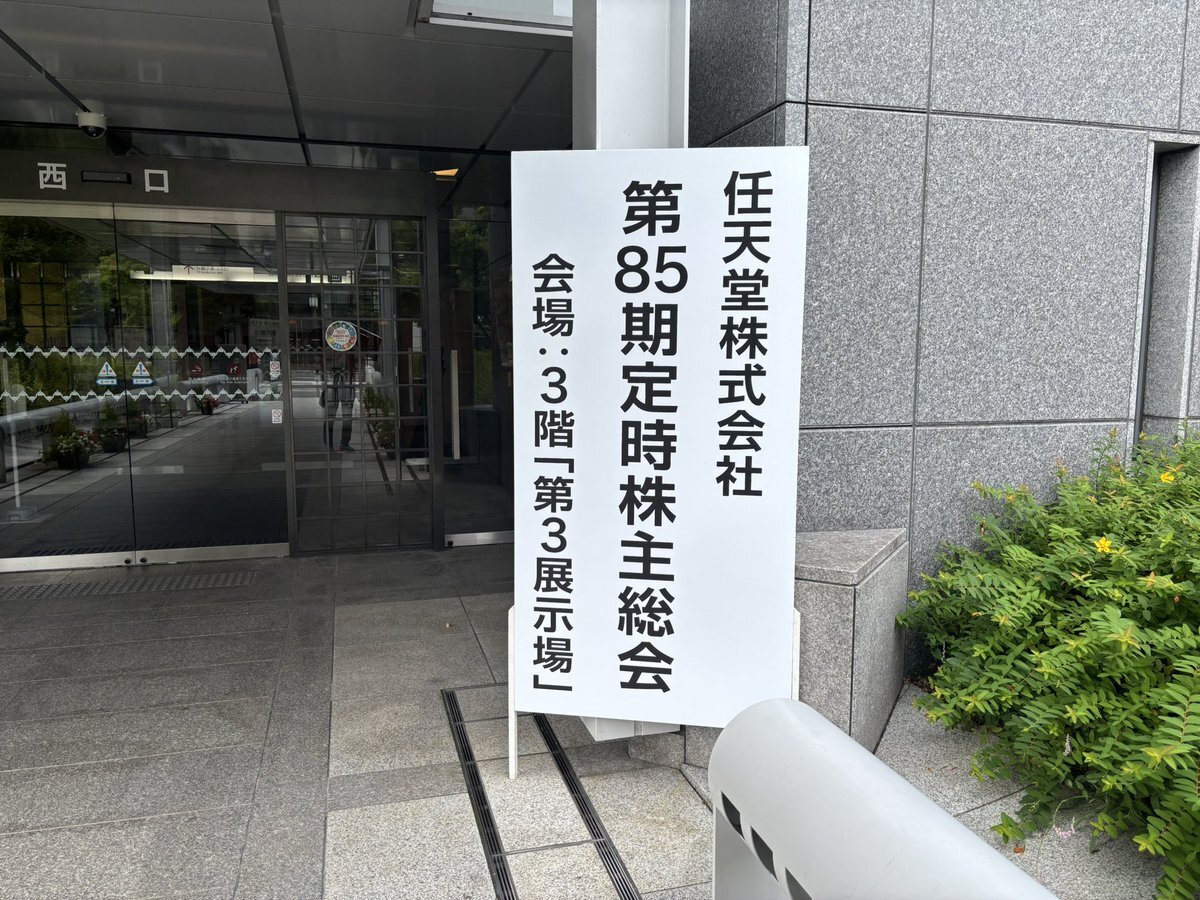 任天堂株式会社
第85期定時株主総会
会場：3階「第3展示場」
西口